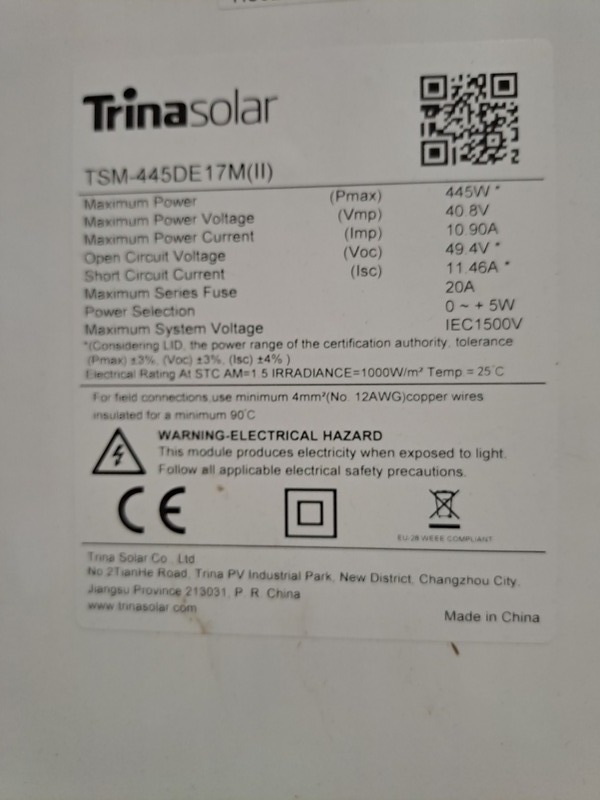 Trinasolar
TSM-445DE17M(II)
Maximum Power (Pmax) 445W *
Maximum Power Voltage (Vmp) 40.8V
Maximum Power Current (Imp) 10.90A
Open Circuit Voltage (Voc) 49.4V *
Short Circuit Current (Isc) 11.46A *
Maximum Series Fuse 20A
Power Selection 0 ~ + 5W
Maximum System Voltage IEC1500V
*(Considering LID, the power range of the certification authority, tolerance
(Pmax) ±3%, (Voc) ±3%, (Isc) ±4% )
Electrical Rating At STC AM=1.5 IRRADIANCE=1000W/m² Temp.= 25°C
For field connections,use minimum 4mm²(No. 12AWG)copper wires
insulated for a minimum 90°C
WARNING-ELECTRICAL HAZARD
This module produces electricity when exposed to light.
Follow all applicable electrical safety precautions.
CE
EU-28 WEEE COMPLIANT
Trina Solar Co., Ltd.
No.2TianHe Road, Trina PV Industrial Park, New District, Changzhou City,
Jiangsu Province 213031, P. R. China
www.trinasolar.com
Made in China